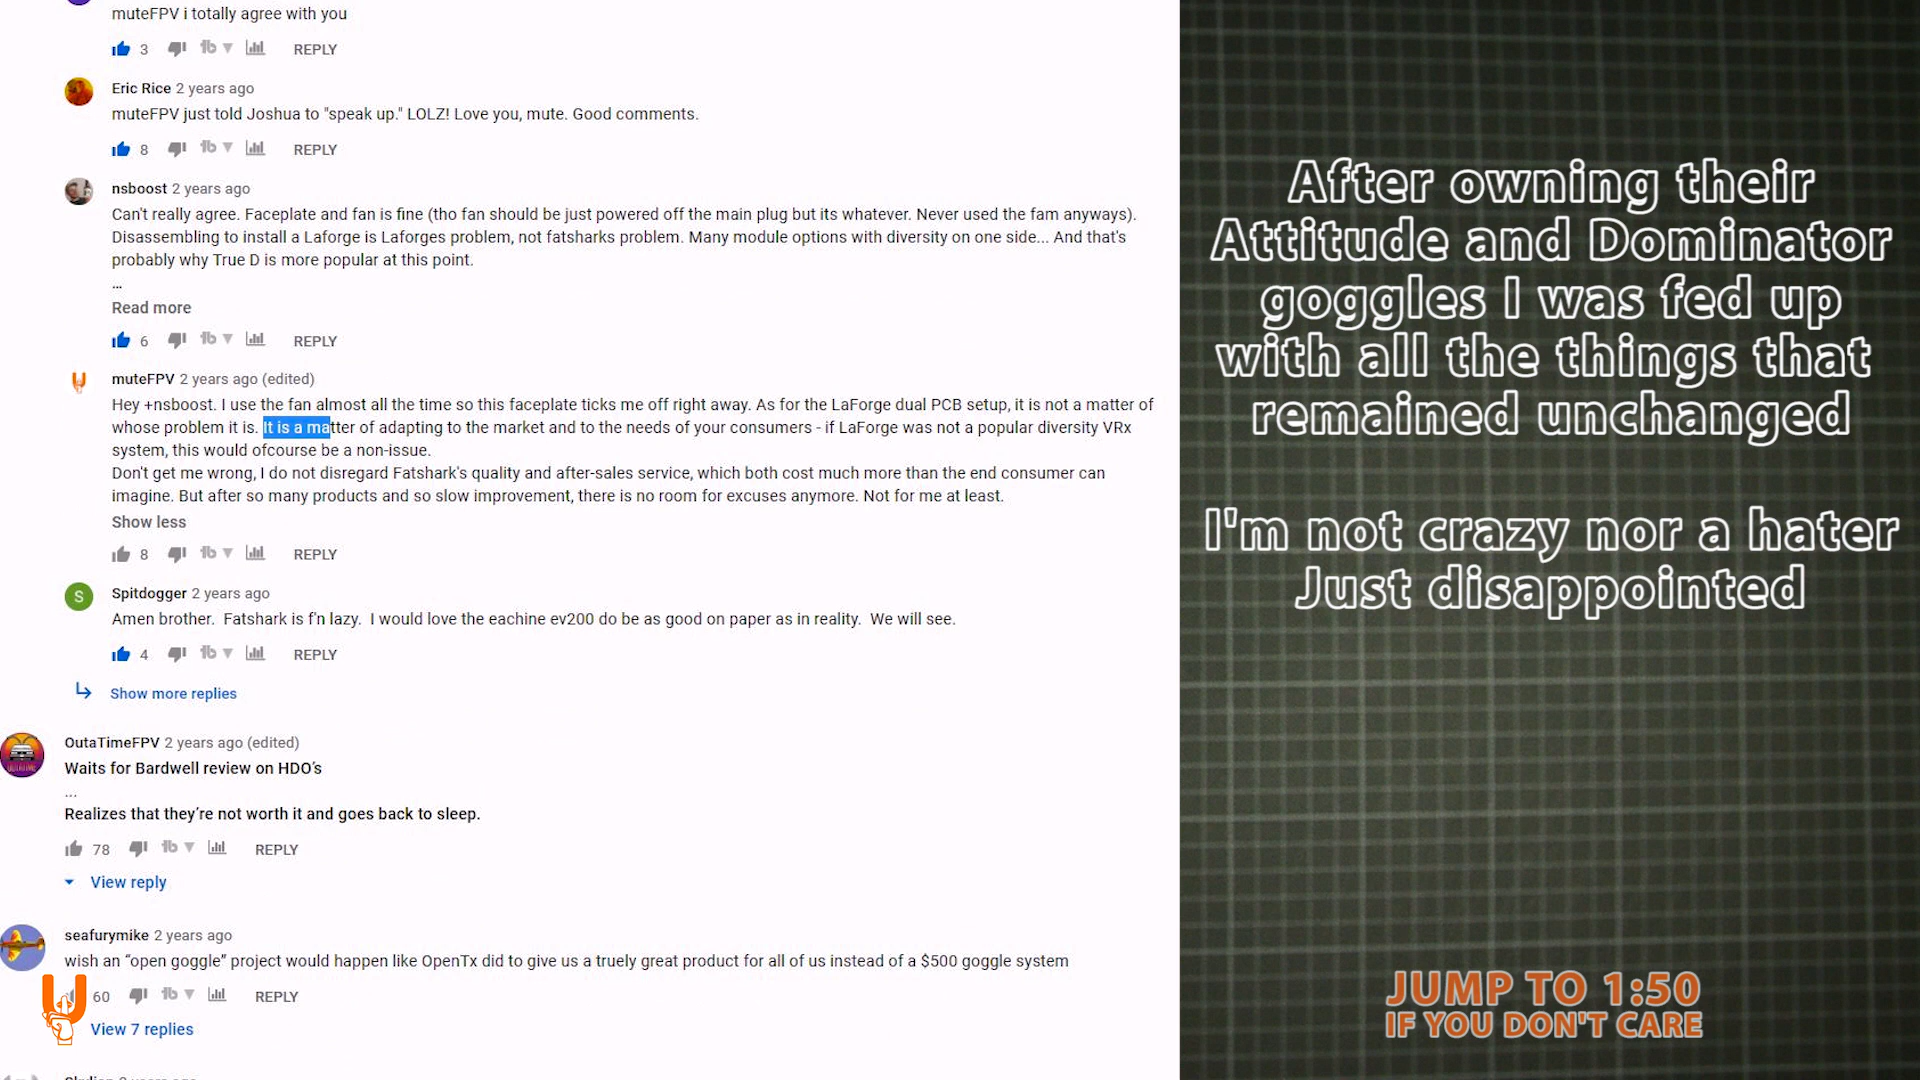 muteFPV i totally agree with you
3 REPLY
Eric Rice 2 years ago
muteFPV just told Joshua to "speak up." LOLZ! Love you, mute. Good comments.
8 REPLY
nsboost 2 years ago
Can't really agree. Faceplate and fan is fine (tho fan should be just powered off the main plug but its whatever. Never used the fam anyways).
Disassembling to install a Laforge is Laforges problem, not fatsharks problem. Many module options with diversity on one side... And that's
probably why True D is more popular at this point.
...
Read more
6 REPLY
muteFPV 2 years ago (edited)
Hey +nsboost. I use the fan almost all the time so this faceplate ticks me off right away. As for the LaForge dual PCB setup, it is not a matter of
whose problem it is. It is a matter of adapting to the market and to the needs of your consumers - if LaForge was not a popular diversity VRx
system, this would ofcourse be a non-issue.
Don't get me wrong, I do not disregard Fatshark's quality and after-sales service, which both cost much more than the end consumer can
imagine. But after so many products and so slow improvement, there is no room for excuses anymore. Not for me at least.
Show less
8 REPLY
S
Spitdogger 2 years ago
Amen brother. Fatshark is f'n lazy. I would love the eachine ev200 do be as good on paper as in reality. We will see.
4 REPLY
Show more replies
OutaTimeFPV 2 years ago (edited)
Waits for Bardwell review on HDO's
...
Realizes that they're not worth it and goes back to sleep.
78 REPLY
View reply
seafurymike 2 years ago
wish an “open goggle” project would happen like OpenTx did to give us a truely great product for all of us instead of a $500 goggle system
60 REPLY
View 7 replies
After owning their
Attitude and Dominator
goggles I was fed up
with all the things that
remained unchanged
I'm not crazy nor a hater
Just disappointed
JUMP TO 1:50
IF YOU DON'T CARE